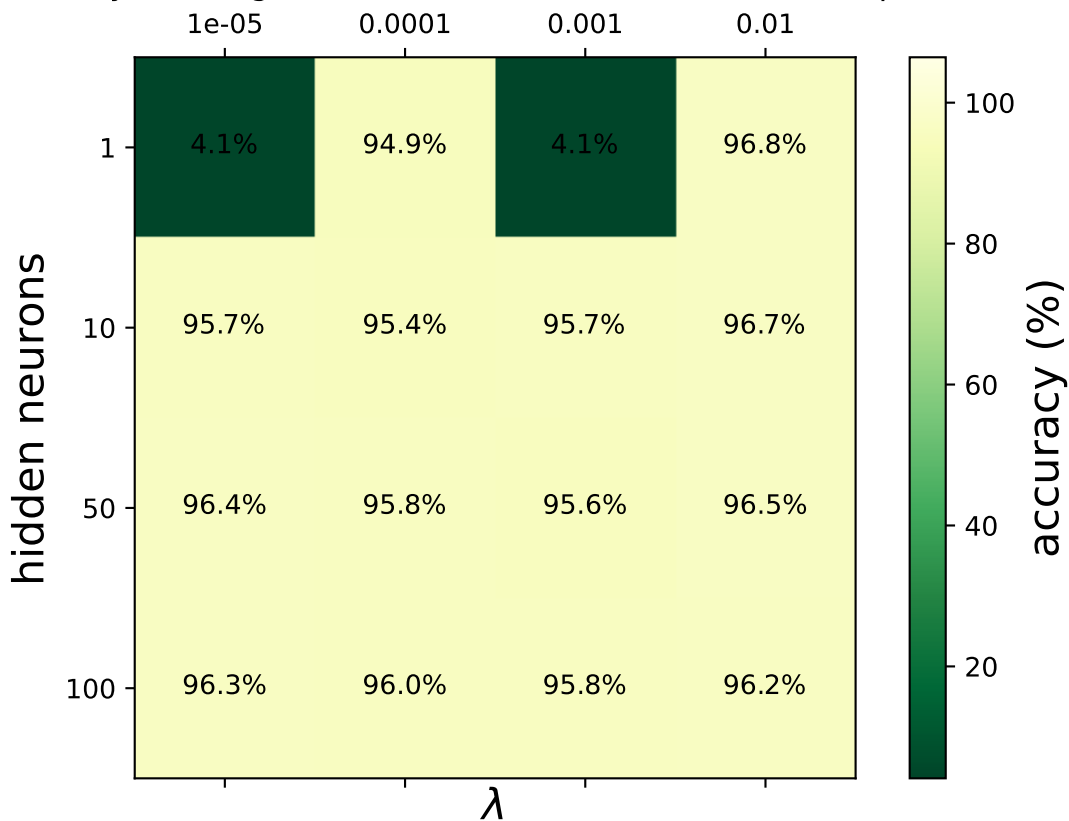 1e-05 0.0001 0.001 0.01
1 4.1% 94.9% 4.1% 96.8%
10 95.7% 95.4% 95.7% 96.7%
50 96.4% 95.8% 95.6% 96.5%
100 96.3% 96.0% 95.8% 96.2%
λ
hidden neurons
100
80
60
40
20
accuracy (%)